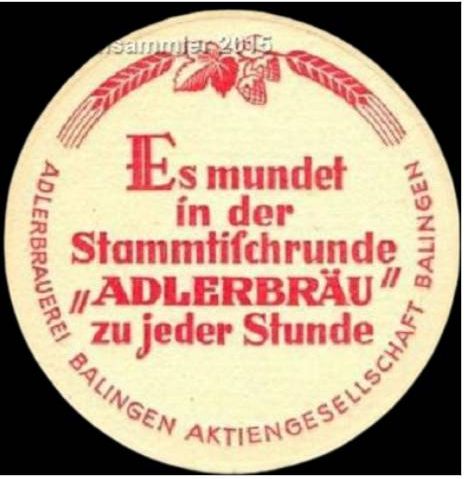 sammler 2015
Es mundet
in der
Stammtiſchrunde
„ADLERBRÄU"
zu jeder Stunde
ADLERBRAUEREI BALINGEN AKTIENGESELLSCHAFT BALINGEN